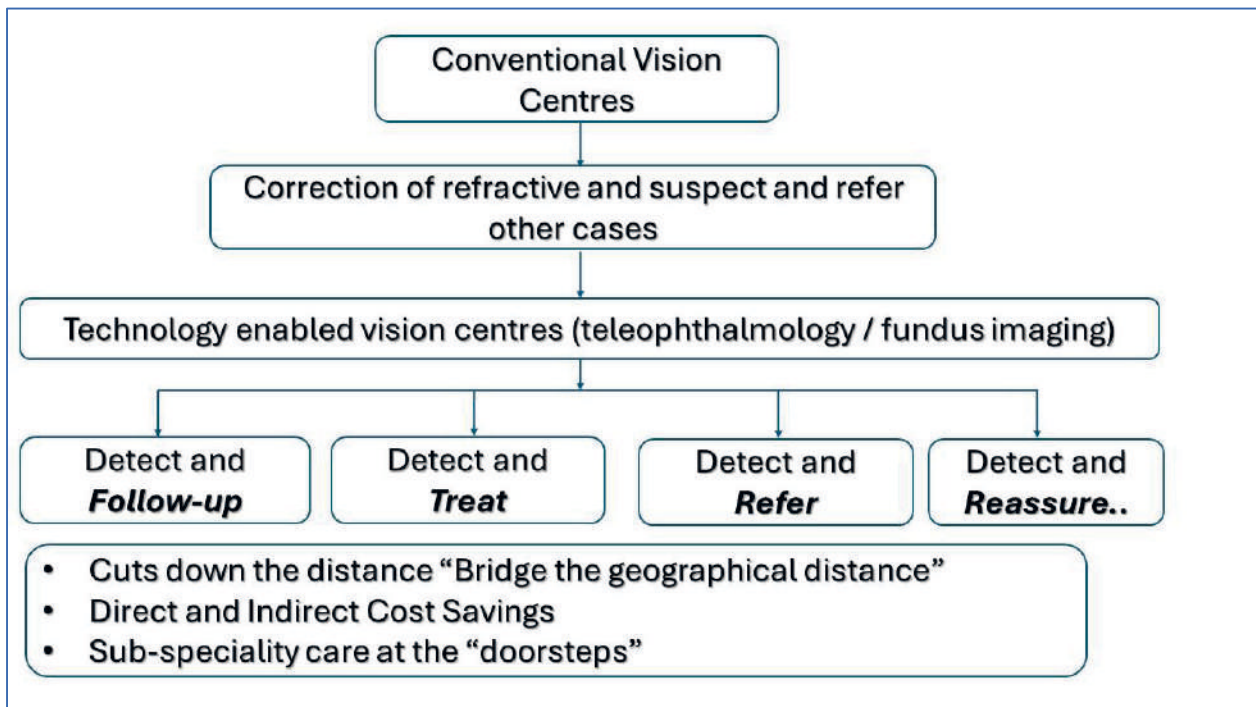 Conventional Vision
Centres
Correction of refractive and suspect and refer
other cases
Technology enabled vision centres (teleophthalmology / fundus imaging)
Detect and
Follow-up
Detect and
Treat
Detect and
Refer
Detect and
Reassure..
• Cuts down the distance “Bridge the geographical distance”
• Direct and Indirect Cost Savings
• Sub-speciality care at the “doorsteps”